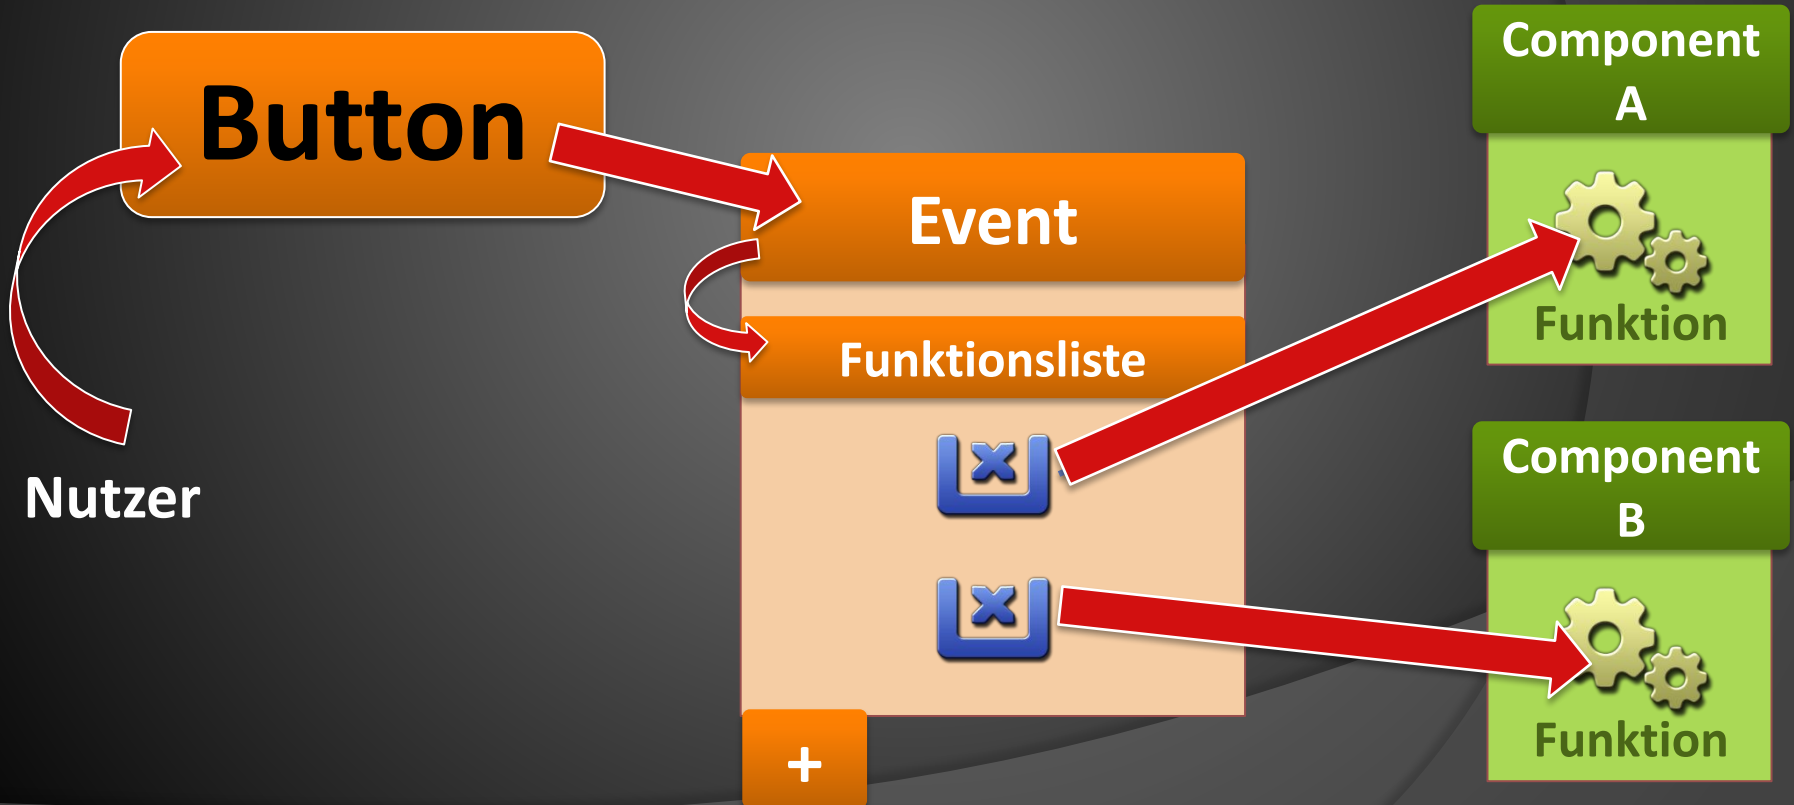 Button
Event
Funktionsliste
+
Nutzer
Component
A
Funktion
Component
B
Funktion